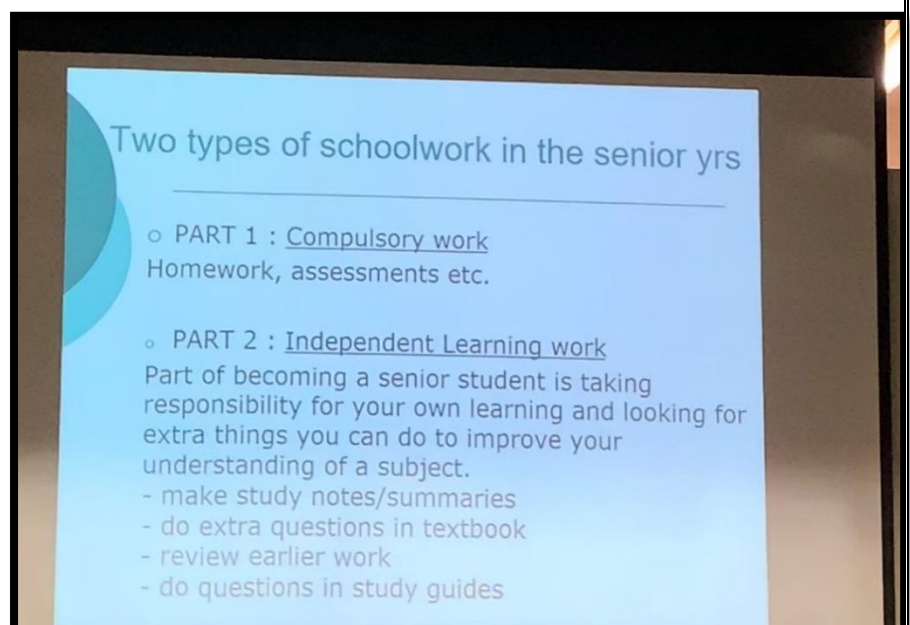 Two types of schoolwork in the senior yrs
○ PART 1 : Compulsory work
Homework, assessments etc.
○ PART 2 : Independent Learning work
Part of becoming a senior student is taking
responsibility for your own learning and looking for
extra things you can do to improve your
understanding of a subject.
- make study notes/summaries
- do extra questions in textbook
- review earlier work
- do questions in study guides